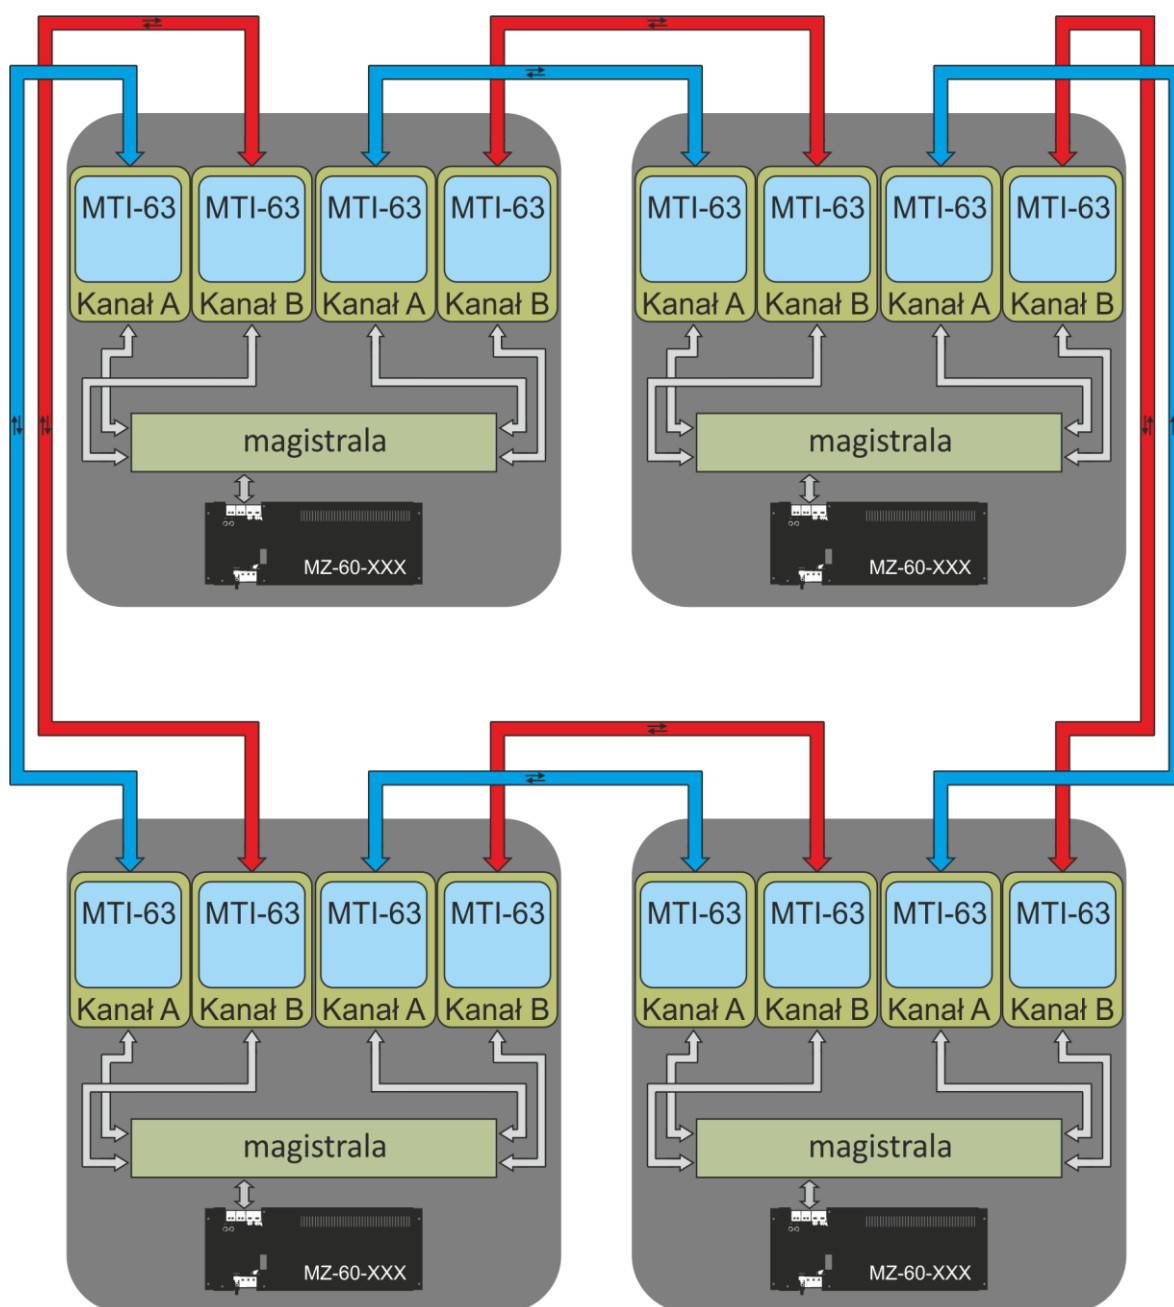 MTI-63 MTI-63 MTI-63 MTI-63 MTI-63 MTI-63 MTI-63 MTI-63
Kanał A Kanał B Kanał A Kanał B Kanał A Kanał B Kanał A Kanał B
magistrala magistrala
MZ-60-XXX MZ-60-XXX
MTI-63 MTI-63 MTI-63 MTI-63 MTI-63 MTI-63 MTI-63 MTI-63
Kanał A Kanał B Kanał A Kanał B Kanał A Kanał B Kanał A Kanał B
magistrala magistrala
MZ-60-XXX MZ-60-XXX